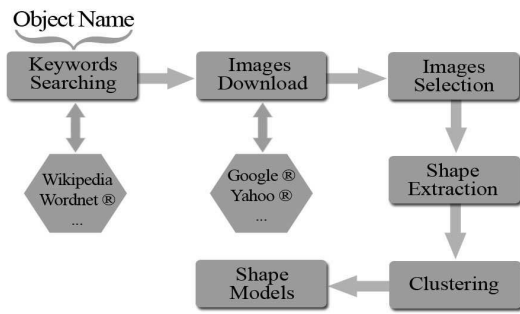 Object Name
Keywords
Searching
Images
Download
Images
Selection
Wikipedia
Wordnet ®
...
Google ®
Yahoo ®
...
Shape
Extraction
Clustering
Shape
Models